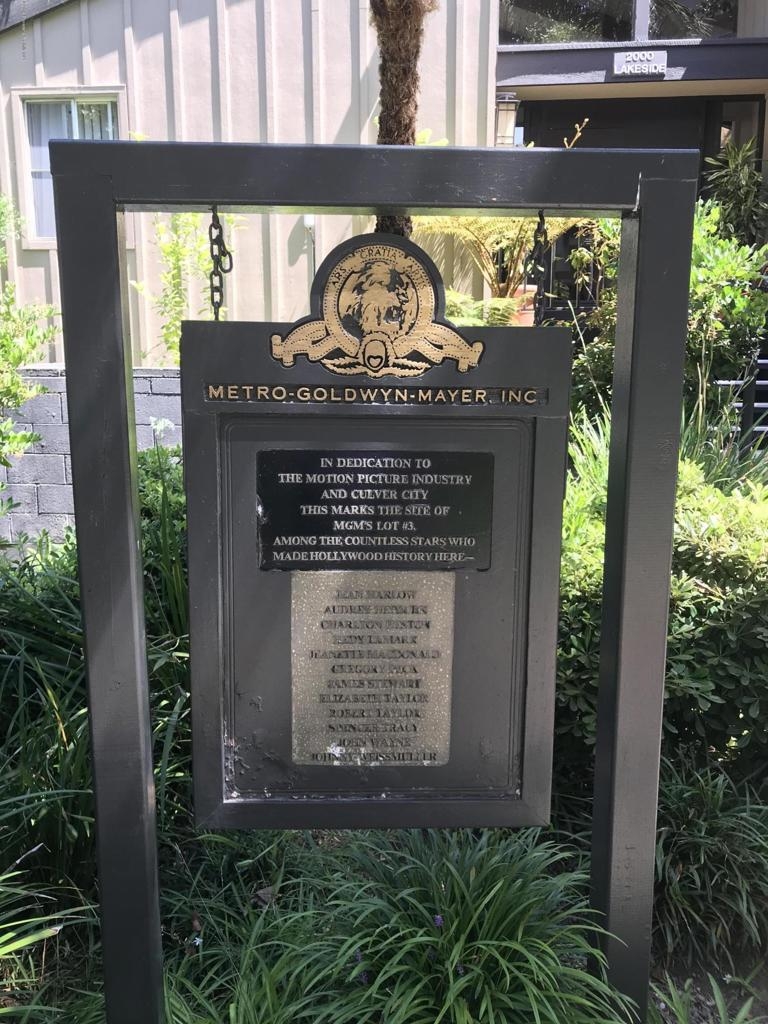 2000
LAKESIDE
ARS GRATIA
METRO-GOLDWYN-MAYER, INC
IN DEDICATION TO
THE MOTION PICTURE INDUSTRY
AND CULVER CITY
THIS MARKS THE SITE OF
MGM'S LOT #3.
AMONG THE COUNTLESS STARS WHO
MADE HOLLYWOOD HISTORY HERE—
JEAN HARLOW
AUDREY HEPBURN
CHARLTON HESTON
HEDY LAMARR
JEANETTE MACDONALD
GREGORY PECK
JAMES STEWART
ELIZABETH TAYLOR
ROBERT TAYLOR
SPENCER TRACY
JOHN WAYNE
JOHNNY WEISSMULLER